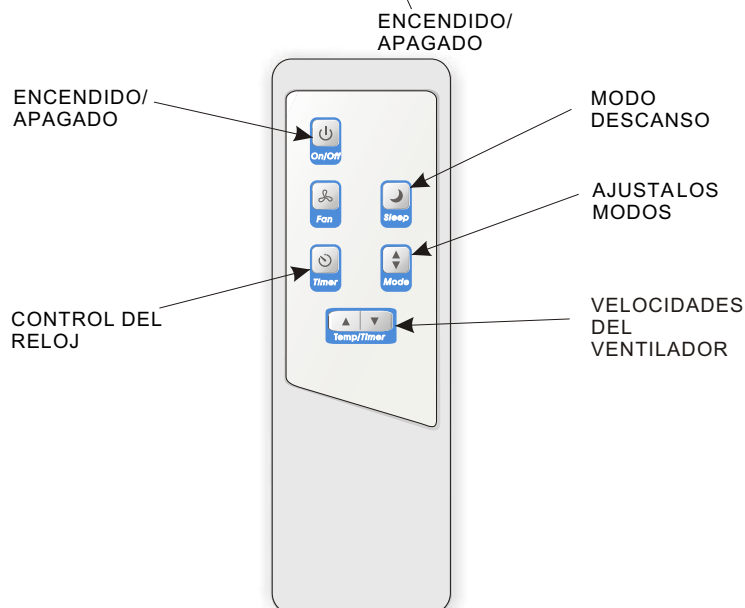 ENCENDIDO/
APAGADO
ENCENDIDO/
APAGADO
MODO
DESCANSO
On/Off
Fan
Sleep
AJUSTALOS
MODOS
Timer
Mode
CONTROL DEL
RELOJ
VELOCIDADES
DEL
VENTILADOR
Temp/Timer